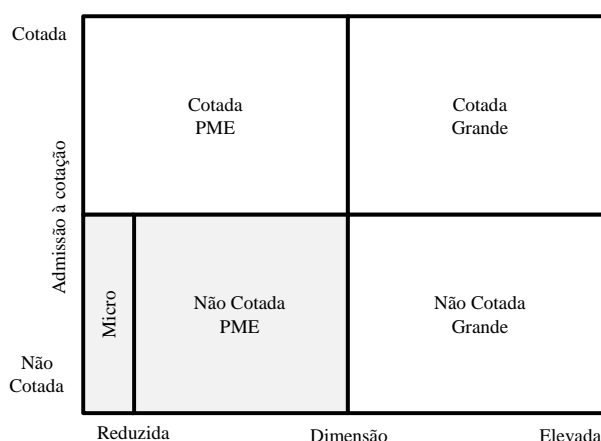 Cotada
Cotada
PME
Cotada
Grande
Admissão à cotação
Micro
Não Cotada
PME
Não Cotada
Grande
Não
Cotada
Reduzida
Dimensão
Elevada